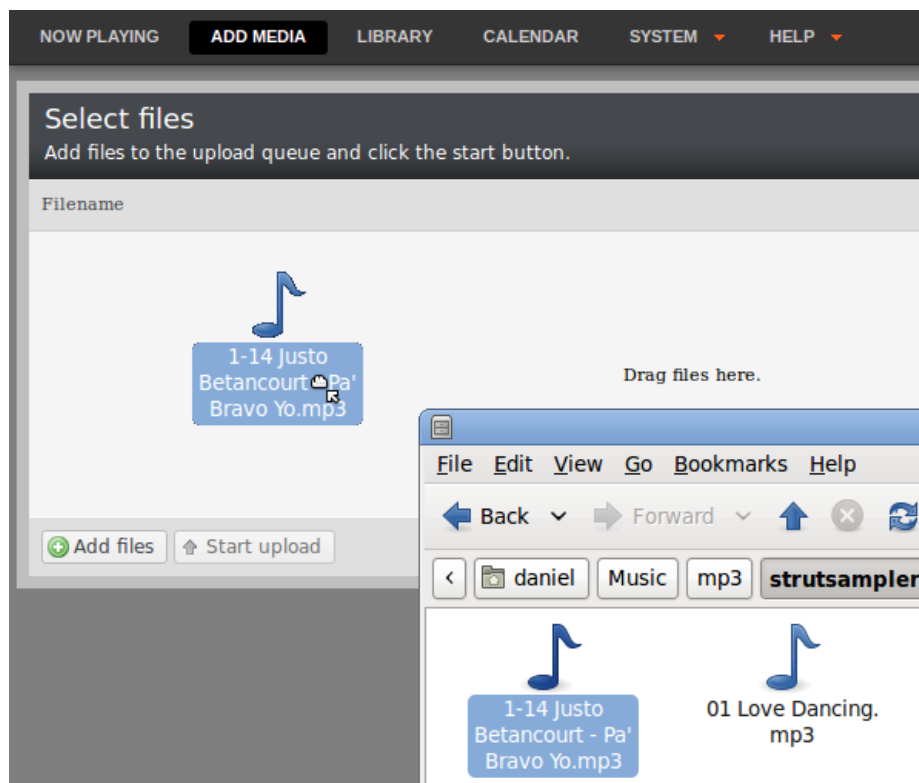 NOW PLAYING ADD MEDIA LIBRARY CALENDAR SYSTEM HELP
Select files
Add files to the upload queue and click the start button.
Filename
1-14 Justo
Betancourt - Pa'
Bravo Yo.mp3
Drag files here.
Add files Start upload
File Edit View Go Bookmarks Help
Back Forward
daniel Music mp3 strutsampler
1-14 Justo
Betancourt - Pa'
Bravo Yo.mp3
01 Love Dancing.
mp3